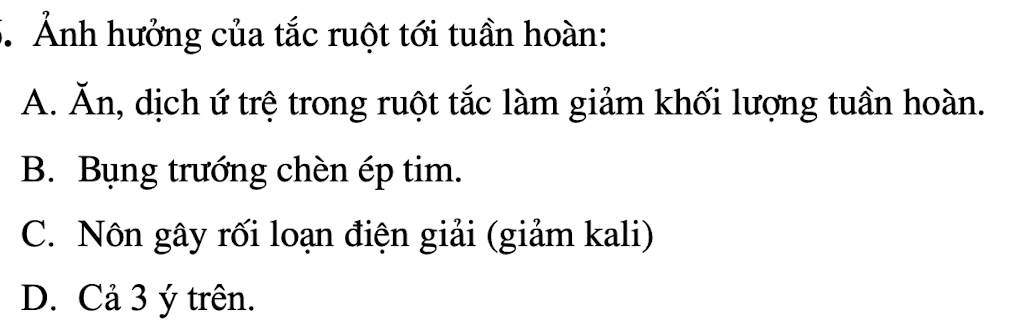 . Ảnh hưởng của tắc ruột tới tuần hoàn:
A. Ăn, dịch ứ trệ trong ruột tắc làm giảm khối lượng tuần hoàn.
B. Bụng trướng chèn ép tim.
C. Nôn gây rối loạn điện giải (giảm kali)
D. Cả 3 ý trên.